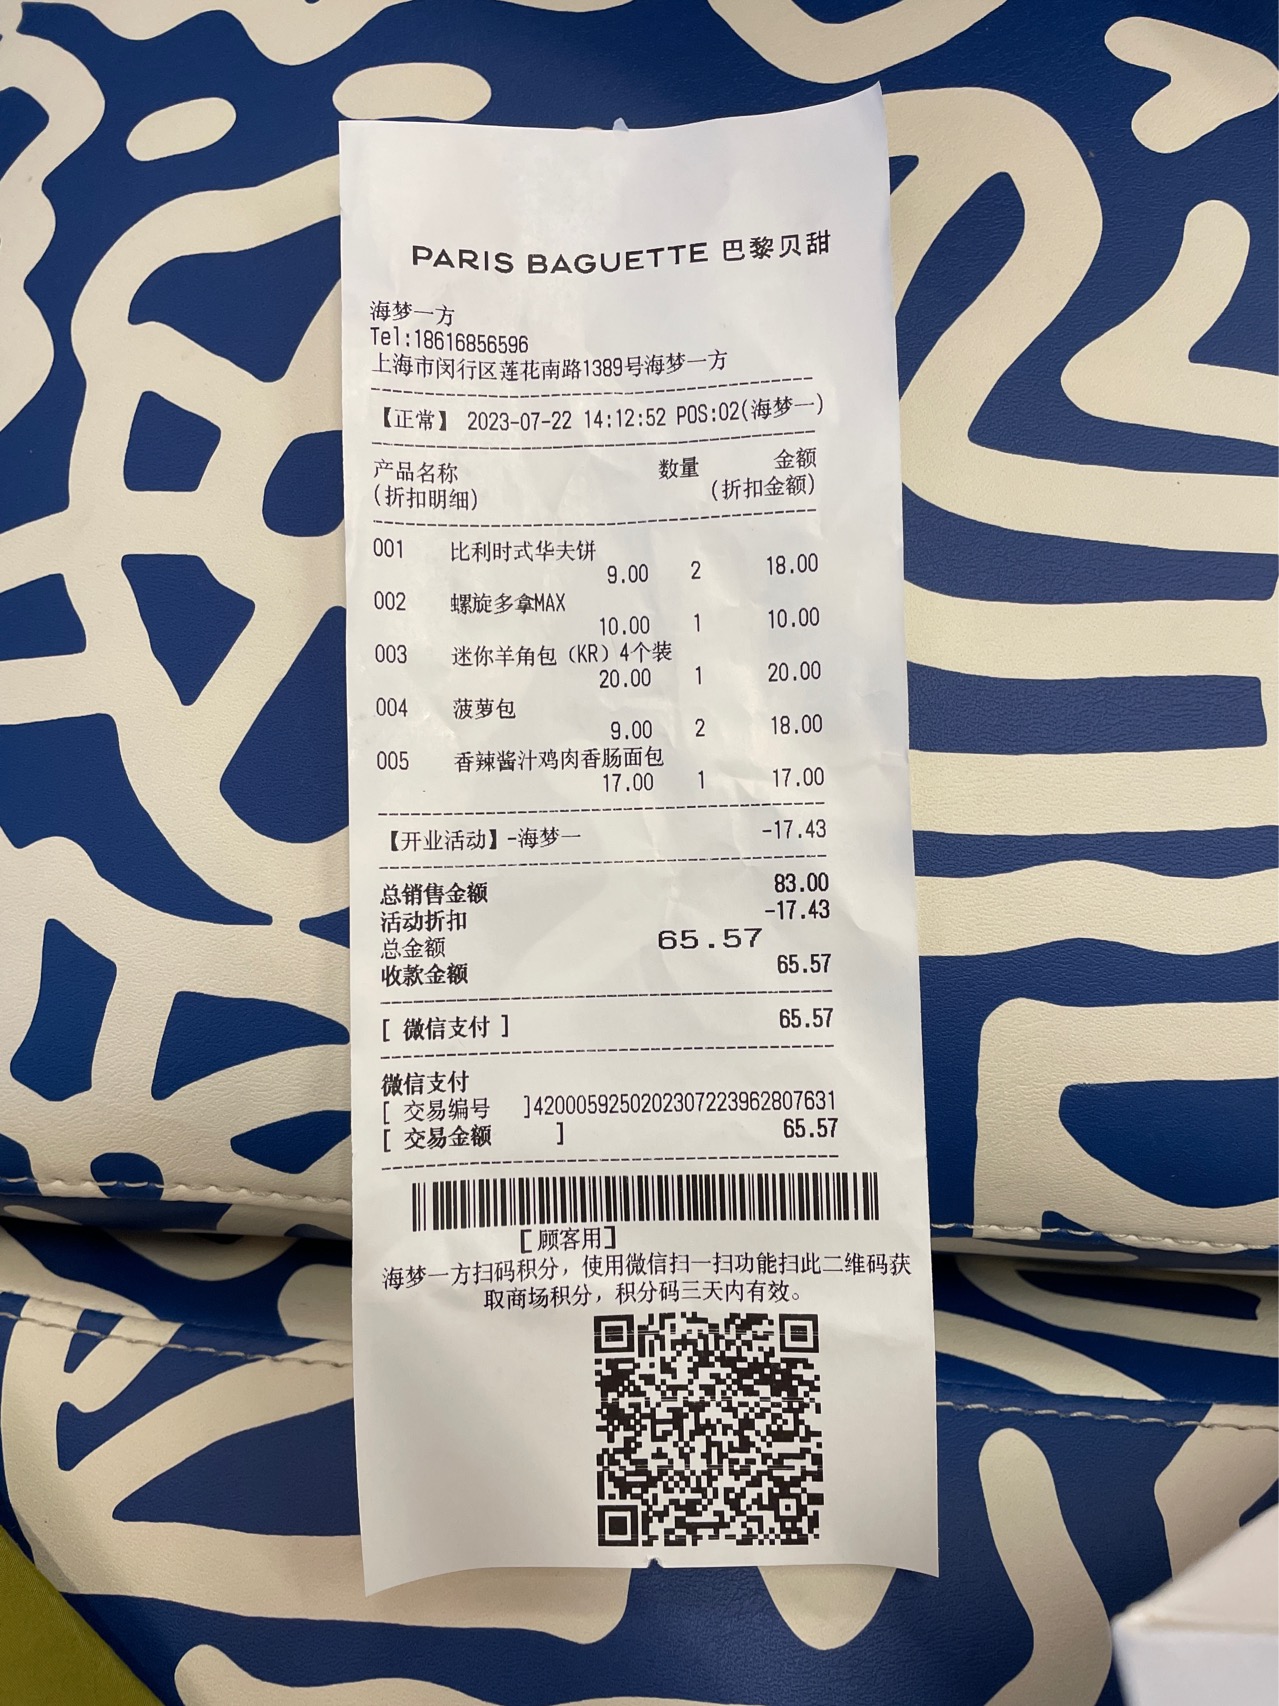 PARIS BAGUETTE 巴黎贝甜
海梦一方
Tel:18616856596
上海市闵行区莲花南路1389号海梦一方
【正常】 2023-07-22 14:12:52 POS:02(海梦一)
产品名称 数量 金额
(折扣明细) (折扣金额)
001 比利时式华夫饼
9.00 2 18.00
002 螺旋多拿MAX
10.00 1 10.00
003 迷你羊角包（KR）4个装
20.00 1 20.00
004 菠萝包
9.00 2 18.00
005 香辣酱汁鸡肉香肠面包
17.00 1 17.00
【开业活动】-海梦一 -17.43
总销售金额 83.00
活动折扣 -17.43
总金额 65.57
收款金额 65.57
[ 微信支付 ] 65.57
微信支付
[ 交易编号 ]4200059250202307223962807631
[ 交易金额 ] 65.57
[顾客用]
海梦一方扫码积分，使用微信扫一扫功能扫此二维码获
取商场积分，积分码三天内有效。